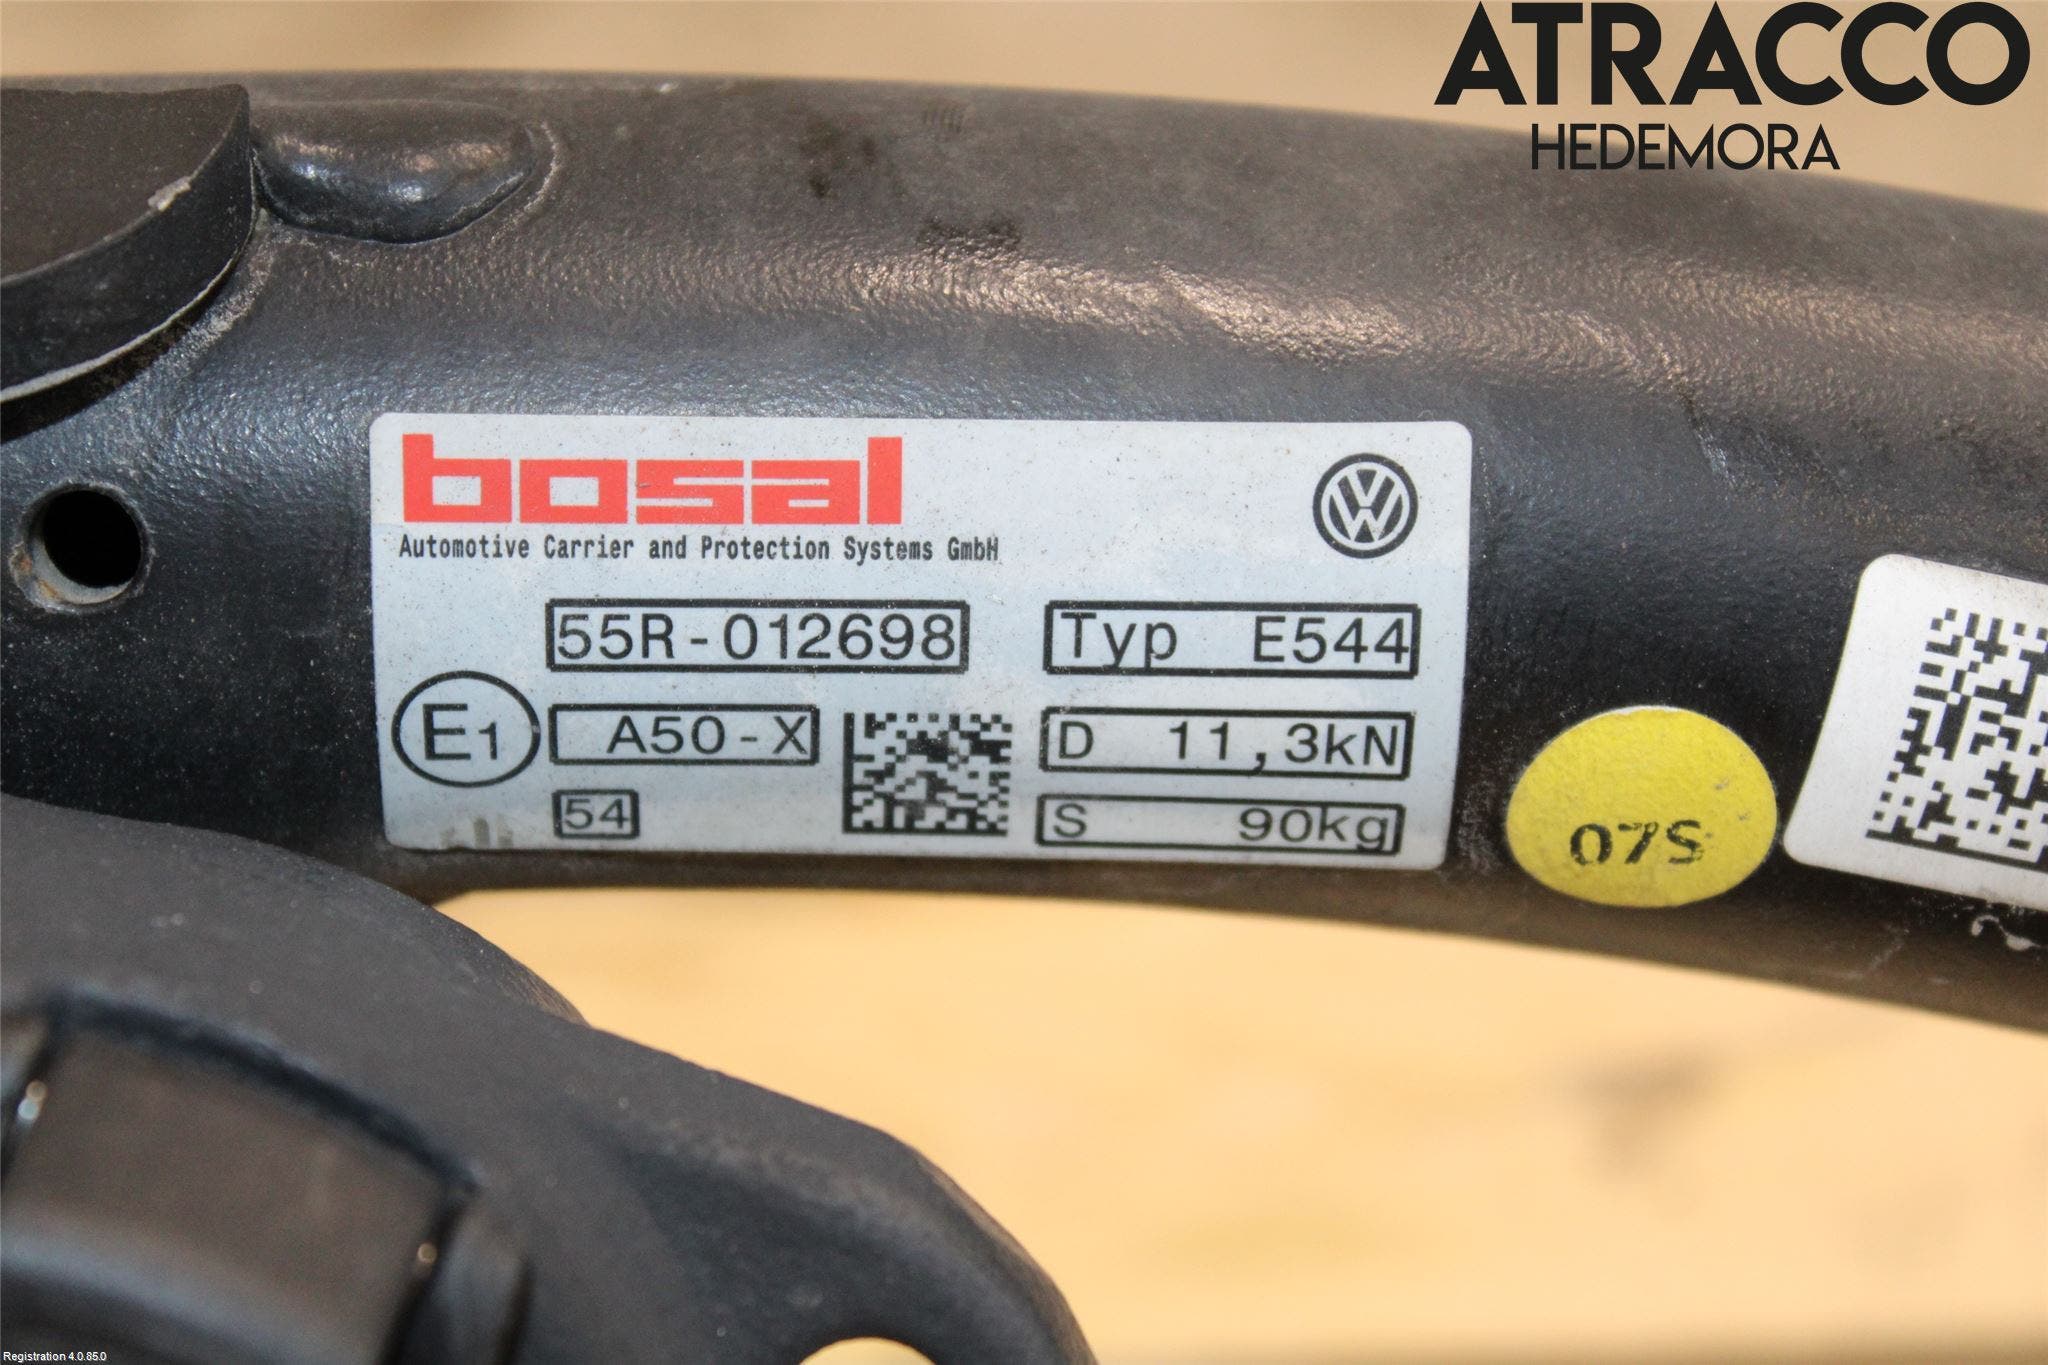 ATRACCO
HEDEMORA
bosal
Automotive Carrier and Protection Systems GmbH
55R-012698
Typ E544
E1
A50-X
D 11,3kN
54
S 90kg
07S
Registration 4.0.85.0